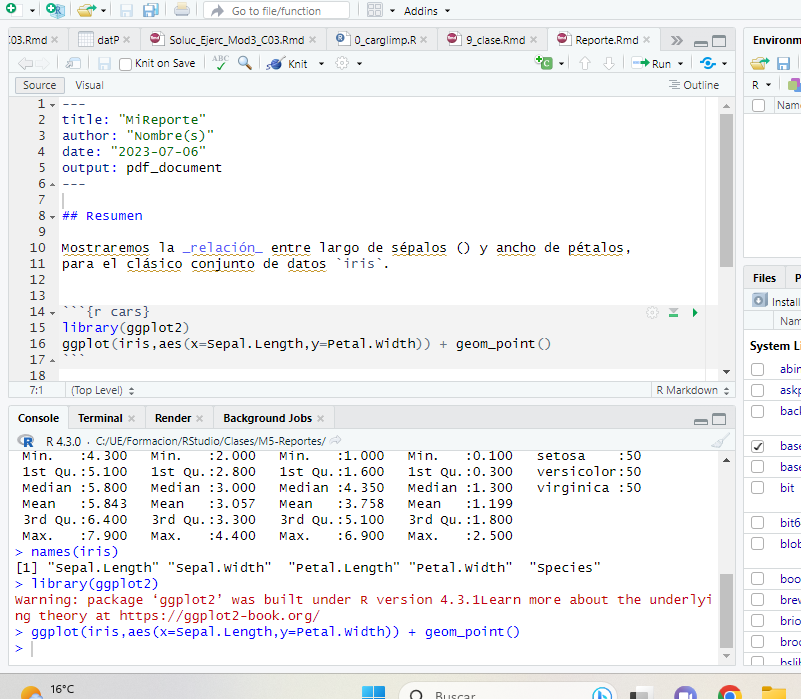 Go to file/function
Addins
C03.Rmd
datP
Soluc_Ejerc_Mod3_C03.Rmd
0_cargIimp.R
9_clase.Rmd
Reporte.Rmd
Environm
Knit on Save
ABC
Knit
Run
R
Source
Visual
Outline
Name
1 ---
2 title: "MiReporte"
3 author: "Nombre(s)"
4 date: "2023-07-06"
5 output: pdf_document
6 ---
7
8 ## Resumen
9
10 Mostraremos la _relación_ entre largo de sépalos () y ancho de pétalos,
11 para el clásico conjunto de datos `iris`.
12
13
14 ```{r cars}
15 library(ggplot2)
16 ggplot(iris,aes(x=Sepal.Length,y=Petal.Width)) + geom_point()
17 ```
18
7:1 (Top Level) R Markdown
Console Terminal Render Background Jobs
R 4.3.0 · C:/UE/Formacion/RStudio/Clases/M5-Reportes/
Min. :4.300 Min. :2.000 Min. :1.000 Min. :0.100 setosa :50
1st Qu.:5.100 1st Qu.:2.800 1st Qu.:1.600 1st Qu.:0.300 versicolor:50
Median :5.800 Median :3.000 Median :4.350 Median :1.300 virginica :50
Mean :5.843 Mean :3.057 Mean :3.758 Mean :1.199
3rd Qu.:6.400 3rd Qu.:3.300 3rd Qu.:5.100 3rd Qu.:1.800
Max. :7.900 Max. :4.400 Max. :6.900 Max. :2.500
> names(iris)
[1] "Sepal.Length" "Sepal.Width" "Petal.Length" "Petal.Width" "Species"
> library(ggplot2)
Warning: package ‘ggplot2’ was built under R version 4.3.1Learn more about the underlyi
ng theory at https://ggplot2-book.org/
> ggplot(iris,aes(x=Sepal.Length,y=Petal.Width)) + geom_point()
>
Files P
Install
Nam
System Li
abin
askp
back
base
base
bit
bit6
blob
boo
brew
brio
broo
bslib
16°C
Buscar